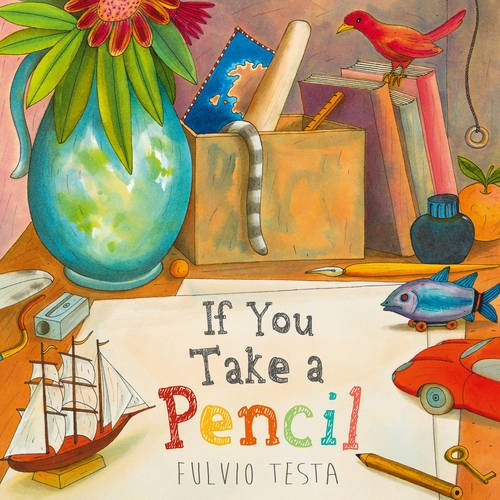 If You
Take a
Pencil
FULVIO TESTA